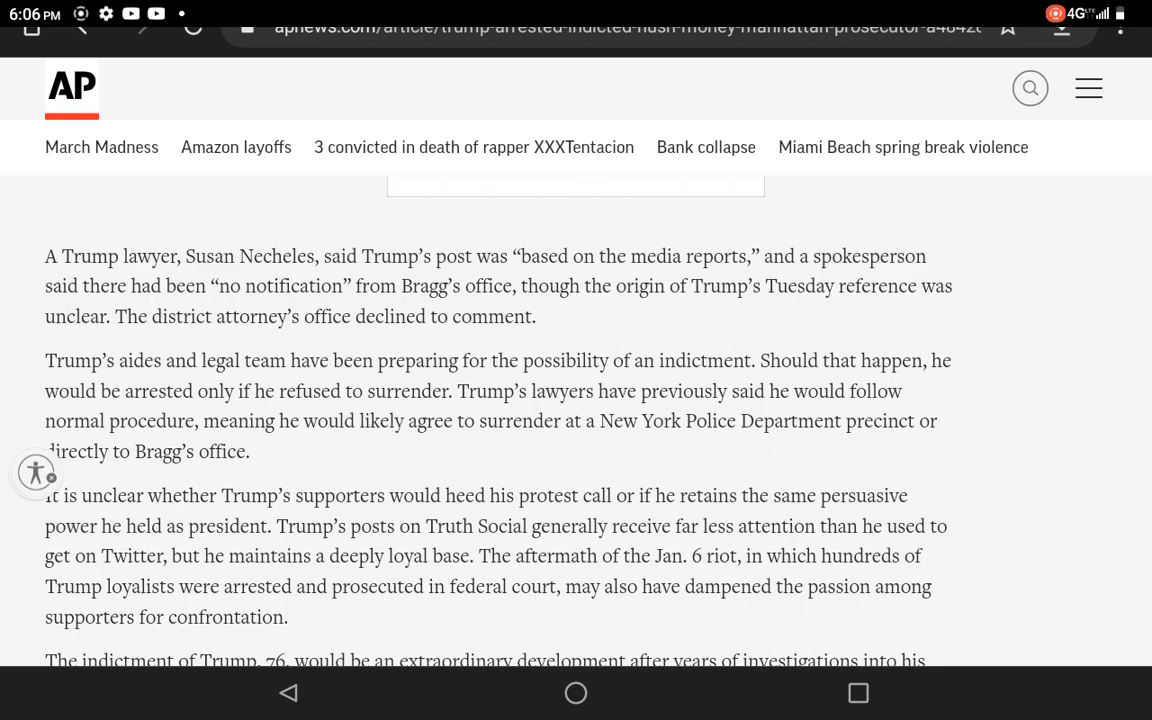 6:06 PM
4G LTE
apnews.com/article/trump-arrested-indicted-hush-money-manhattan-prosecutor-a4842
AP
March Madness Amazon layoffs 3 convicted in death of rapper XXXTentacion Bank collapse Miami Beach spring break violence
A Trump lawyer, Susan Necheles, said Trump’s post was “based on the media reports,” and a spokesperson
said there had been “no notification” from Bragg’s office, though the origin of Trump’s Tuesday reference was
unclear. The district attorney’s office declined to comment.
Trump’s aides and legal team have been preparing for the possibility of an indictment. Should that happen, he
would be arrested only if he refused to surrender. Trump’s lawyers have previously said he would follow
normal procedure, meaning he would likely agree to surrender at a New York Police Department precinct or
directly to Bragg’s office.
It is unclear whether Trump’s supporters would heed his protest call or if he retains the same persuasive
power he held as president. Trump’s posts on Truth Social generally receive far less attention than he used to
get on Twitter, but he maintains a deeply loyal base. The aftermath of the Jan. 6 riot, in which hundreds of
Trump loyalists were arrested and prosecuted in federal court, may also have dampened the passion among
supporters for confrontation.
The indictment of Trump, 76, would be an extraordinary development after years of investigations into his